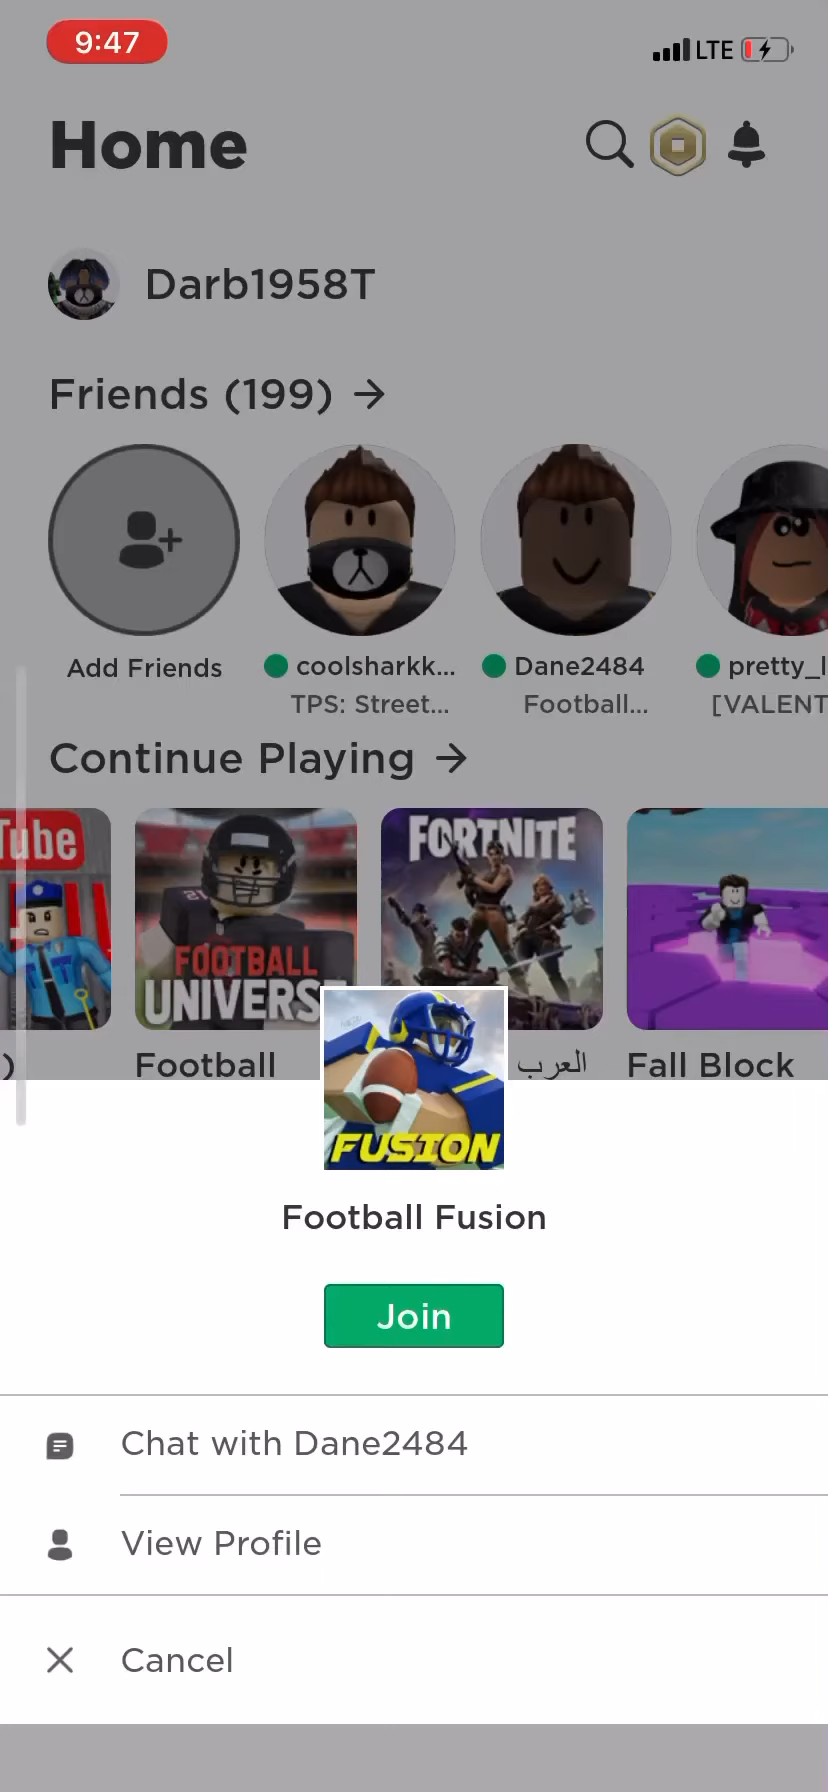 9:47
LTE
Home
Darb1958T
Friends (199) →
Add Friends
coolsharkk...
TPS: Street...
Dane2484
Football...
pretty_l
[VALENT
Continue Playing →
Tube
FOOTBALL
UNIVERS
FORTNITE
)
Football
العرب
Fall Block
FUSION
Football Fusion
Join
Chat with Dane2484
View Profile
Cancel